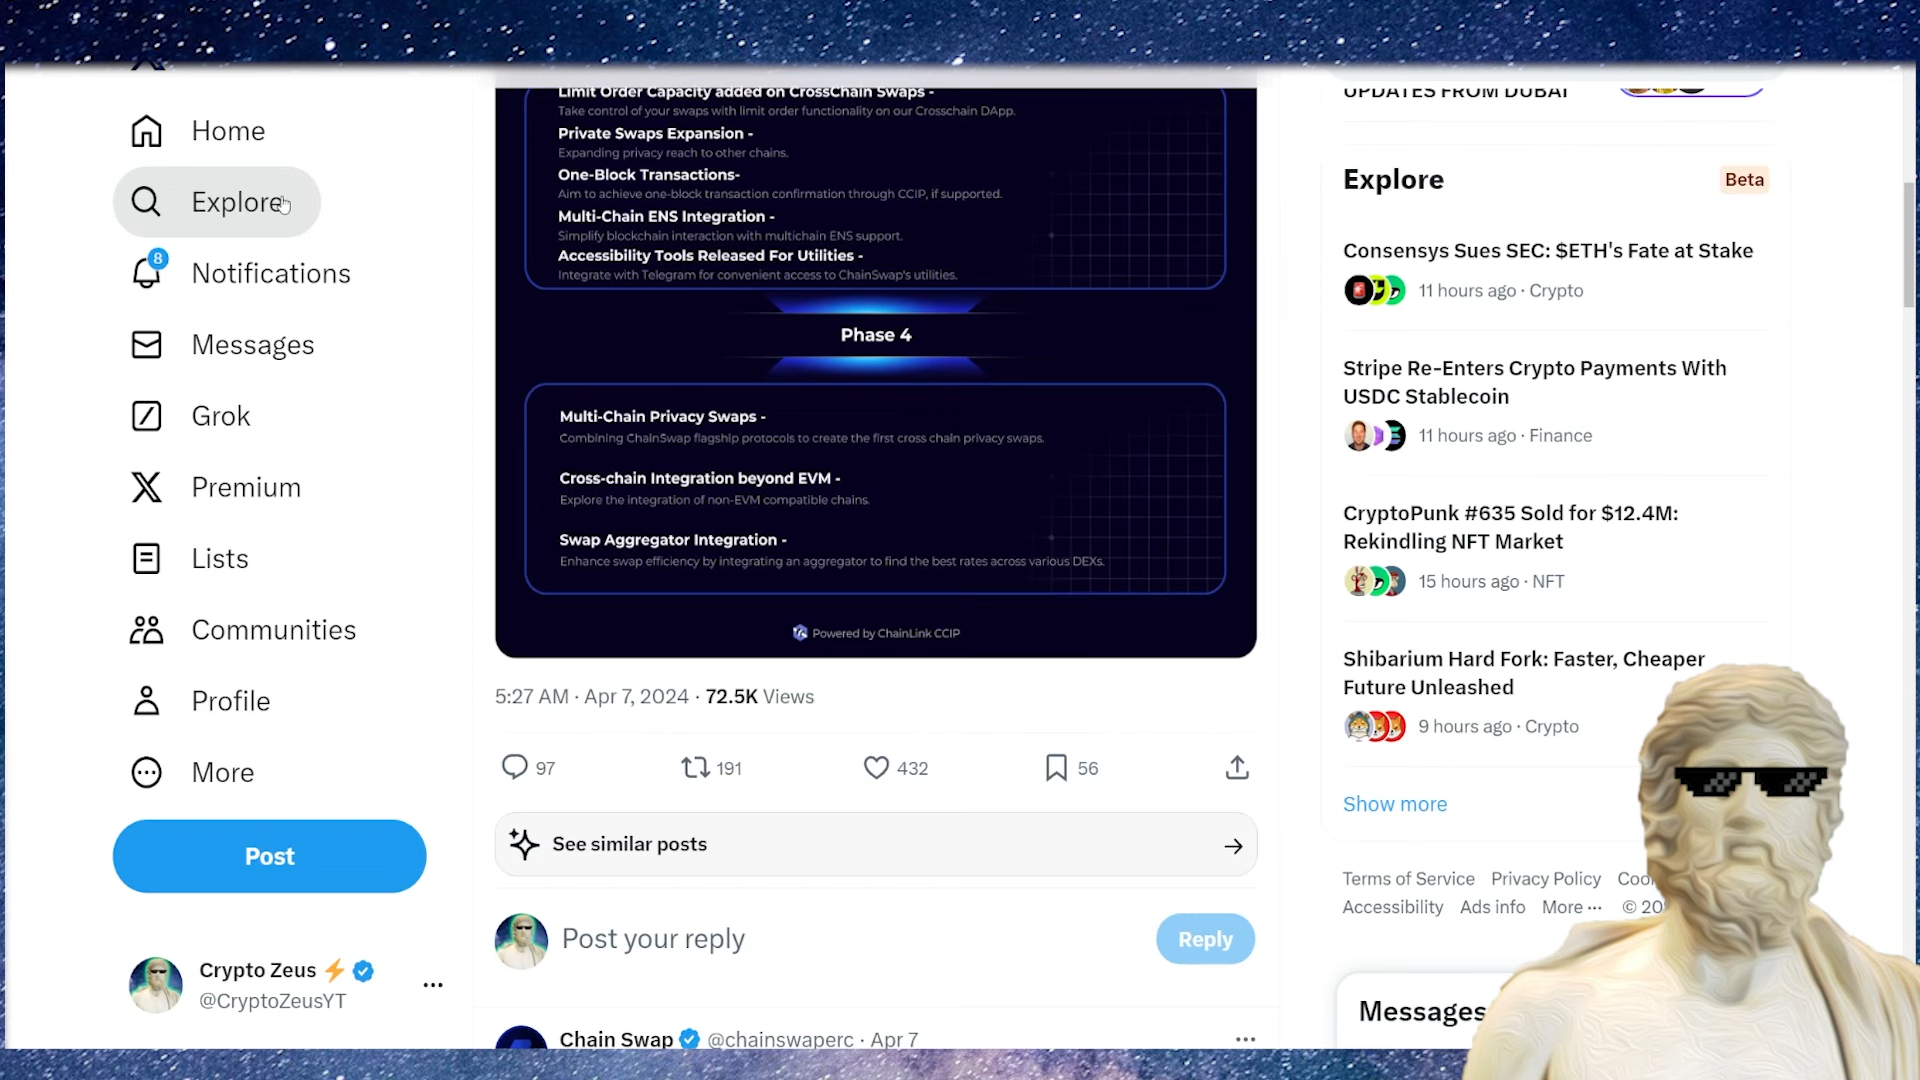 Home
Explore
8
Notifications
Messages
Grok
Premium
Lists
Communities
Profile
More
Post
Crypto Zeus
@CryptoZeusYT
Limit Order Capacity added on CrossChain Swaps -
Take control of your swaps with limit order functionality on our Crosschain DApp.
Private Swaps Expansion -
Expanding privacy reach to other chains.
One-Block Transactions-
Aim to achieve one-block transaction confirmation through CCIP, if supported.
Multi-Chain ENS Integration -
Simplify blockchain interaction with multichain ENS support.
Accessibility Tools Released For Utilities -
Integrate with Telegram for convenient access to ChainSwap's utilities.
Phase 4
Multi-Chain Privacy Swaps -
Combining ChainSwap flagship protocols to create the first cross chain privacy swaps.
Cross-chain Integration beyond EVM -
Explore the integration of non-EVM compatible chains.
Swap Aggregator Integration -
Enhance swap efficiency by integrating an aggregator to find the best rates across various DEXs.
Powered by ChainLink CCIP
5:27 AM · Apr 7, 2024 · 72.5K Views
97 191 432 56
See similar posts
Post your reply
Reply
Chain Swap @chainswaperc · Apr 7
UPDATES FROM DUBAI
Explore
Beta
Consensys Sues SEC: $ETH's Fate at Stake
11 hours ago · Crypto
Stripe Re-Enters Crypto Payments With
USDC Stablecoin
11 hours ago · Finance
CryptoPunk #635 Sold for $12.4M:
Rekindling NFT Market
15 hours ago · NFT
Shibarium Hard Fork: Faster, Cheaper
Future Unleashed
9 hours ago · Crypto
Show more
Terms of Service Privacy Policy
Accessibility Ads info More ··· ©
Messages